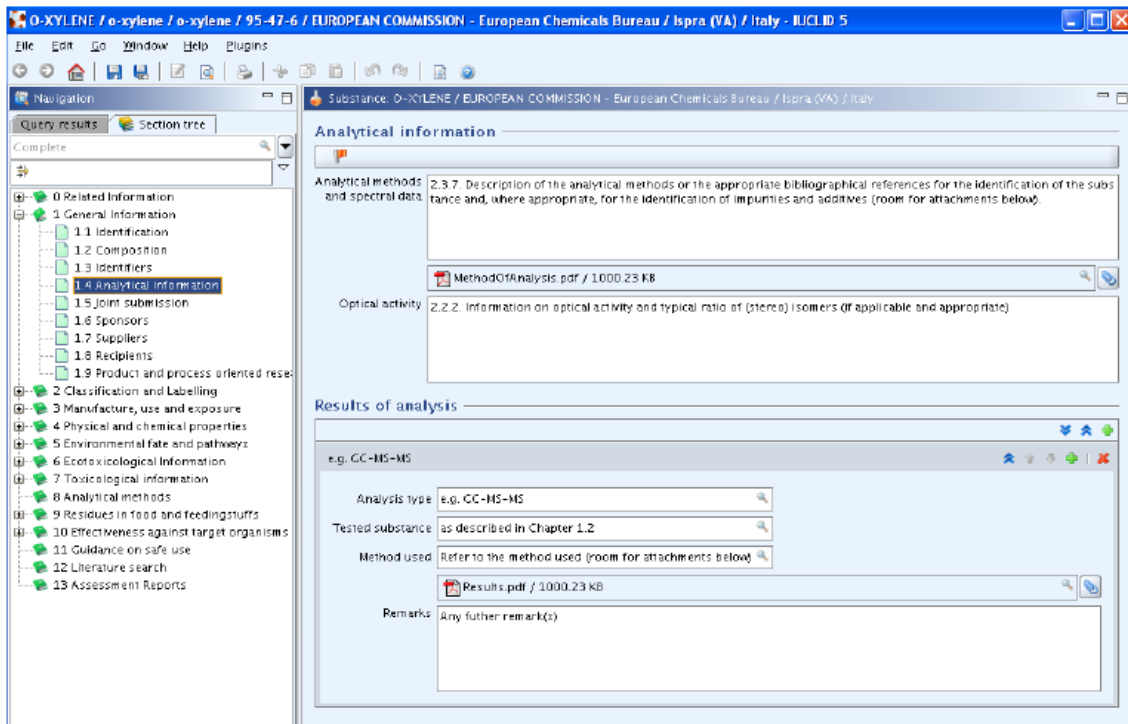 O-XYLENE / o-xylene / o-xylene / 95-47-6 / EUROPEAN COMMISSION - European Chemicals Bureau / Ispra (VA) / Italy - IUCLID 5
File Edit Go Window Help Plugins
Navigation
Query results Section tree
Complete
0 Related Information
1 General Information
1.1 Identification
1.2 Composition
1.3 Identifiers
1.4 Analytical information
1.5 Joint submission
1.6 Sponsors
1.7 Suppliers
1.8 Recipients
1.9 Product and process oriented rese
2 Classification and Labelling
3 Manufacture, use and exposure
4 Physical and chemical properties
5 Environmental fate and pathways
6 Ecotoxicological Information
7 Toxicological information
8 Analytical methods
9 Residues in food and feedingstuffs
10 Effectiveness against target organisms
11 Guidance on safe use
12 Literature search
13 Assessment Reports
Substance: O-XYLENE / EUROPEAN COMMISSION - European Chemicals Bureau / Ispra (VA) / Italy
Analytical information
Analytical methods
and spectral data
2.3.7. Description of the analytical methods or the appropriate bibliographical references for the identification of the subs
tance and, where appropriate, for the identification of impurities and additives (room for attachments below).
MethodOfAnalysis.pdf / 1000.23 KB
Optical activity
2.2.2. Information on optical activity and typical ratio of (stereo) isomers (if applicable and appropriate)
Results of analysis
e.g. GC-MS-MS
Analysis type e.g. GC-MS-MS
Tested substance as described in Chapter 1.2
Method used Refer to the method used (room for attachments below)
Results.pdf / 1000.23 KB
Remarks Any futher remark(s)